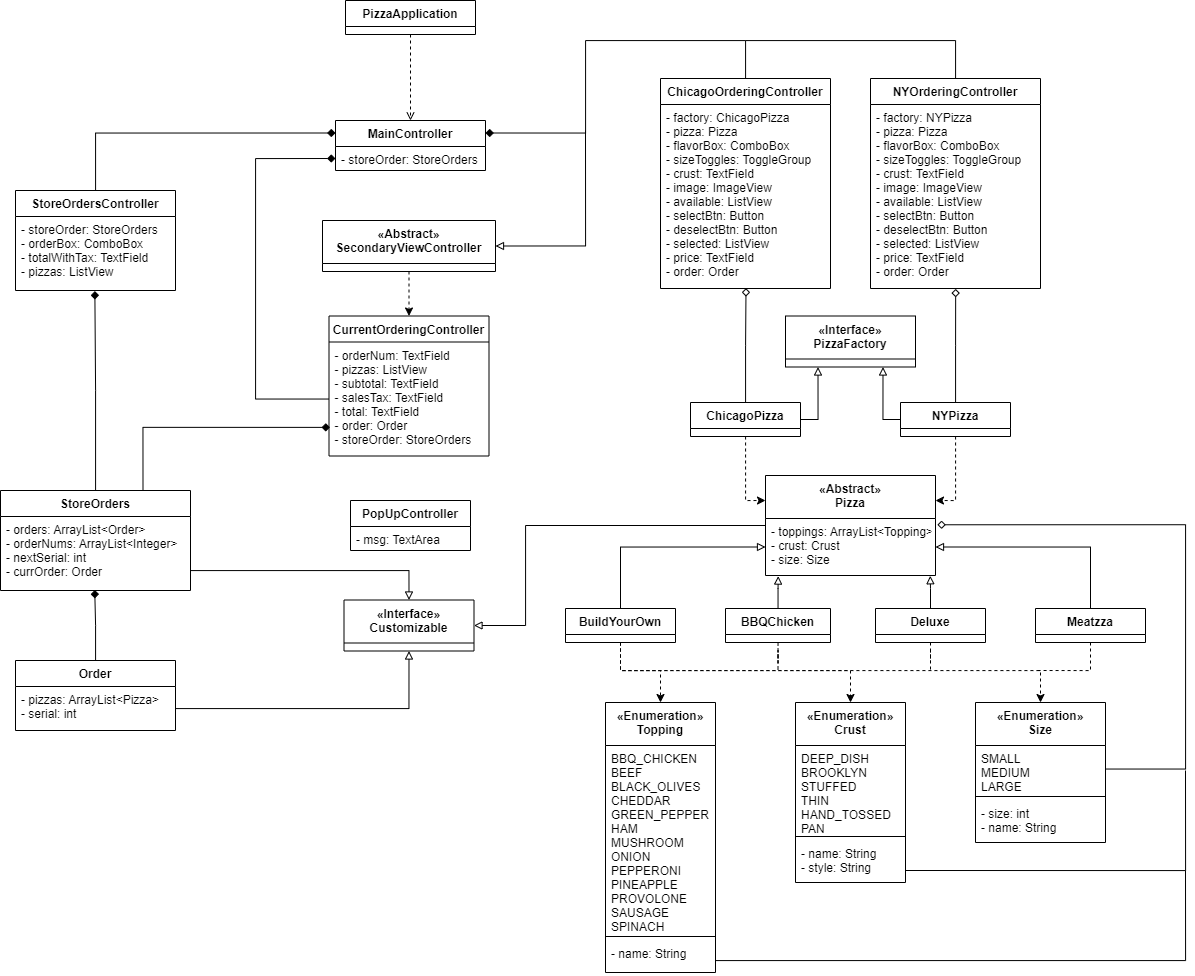 PizzaApplication
MainController
- storeOrder: StoreOrders
ChicagoOrderingController
- factory: ChicagoPizza
- pizza: Pizza
- flavorBox: ComboBox
- sizeToggles: ToggleGroup
- crust: TextField
- image: ImageView
- available: ListView
- selectBtn: Button
- deselectBtn: Button
- selected: ListView
- price: TextField
- order: Order
NYOrderingController
- factory: NYPizza
- pizza: Pizza
- flavorBox: ComboBox
- sizeToggles: ToggleGroup
- crust: TextField
- image: ImageView
- available: ListView
- selectBtn: Button
- deselectBtn: Button
- selected: ListView
- price: TextField
- order: Order
StoreOrdersController
- storeOrder: StoreOrders
- orderBox: ComboBox
- totalWithTax: TextField
- pizzas: ListView
«Abstract»
SecondaryViewController
CurrentOrderingController
- orderNum: TextField
- pizzas: ListView
- subtotal: TextField
- salesTax: TextField
- total: TextField
- order: Order
- storeOrder: StoreOrders
«Interface»
PizzaFactory
ChicagoPizza
NYPizza
StoreOrders
- orders: ArrayList<Order>
- orderNums: ArrayList<Integer>
- nextSerial: int
- currOrder: Order
PopUpController
- msg: TextArea
«Abstract»
Pizza
- toppings: ArrayList<Topping>
- crust: Crust
- size: Size
«Interface»
Customizable
BuildYourOwn
BBQChicken
Deluxe
Meatzza
Order
- pizzas: ArrayList<Pizza>
- serial: int
«Enumeration»
Topping
BBQ_CHICKEN
BEEF
BLACK_OLIVES
CHEDDAR
GREEN_PEPPER
HAM
MUSHROOM
ONION
PEPPERONI
PINEAPPLE
PROVOLONE
SAUSAGE
SPINACH
- name: String
«Enumeration»
Crust
DEEP_DISH
BROOKLYN
STUFFED
THIN
HAND_TOSSED
PAN
- name: String
- style: String
«Enumeration»
Size
SMALL
MEDIUM
LARGE
- size: int
- name: String